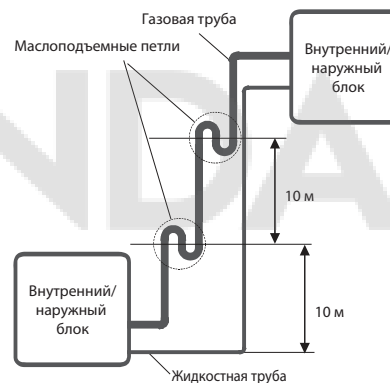 Газовая труба
Маслоподъемные петли
Внутренний/
наружный
блок
10 м
Внутренний/
наружный
блок
10 м
Жидкостная труба